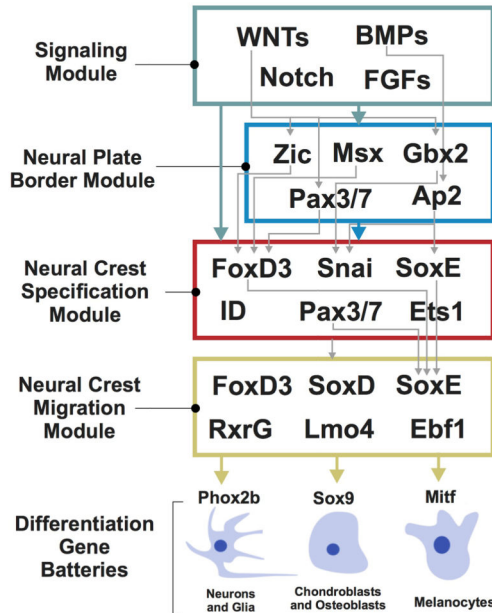 Signaling
Module
WNTs BMPs
Notch FGFs
Neural Plate
Border Module
Zic Msx Gbx2
Pax3/7 Ap2
Neural Crest
Specification
Module
FoxD3 Snai SoxE
ID Pax3/7 Ets1
Neural Crest
Migration
Module
FoxD3 SoxD SoxE
RxrG Lmo4 Ebf1
Differentiation
Gene
Batteries
Phox2b Sox9 Mitf
Neurons
and Glia
Chondroblasts
and Osteoblasts
Melanocytes